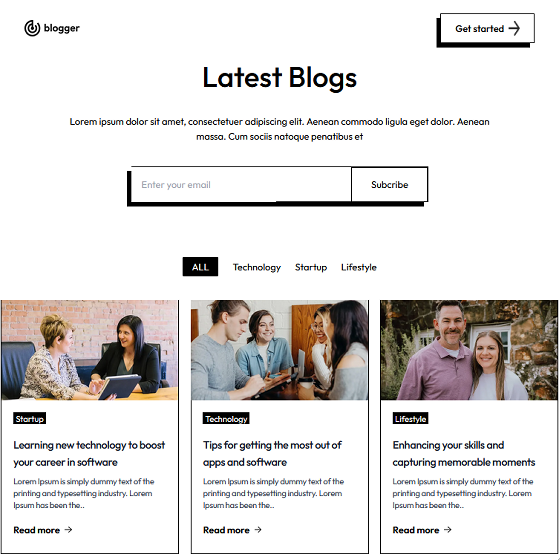 blogger
Get started
Latest Blogs
Lorem ipsum dolor sit amet, consectetuer adipiscing elit. Aenean commodo ligula eget dolor. Aenean
massa. Cum sociis natoque penatibus et
Enter your email
Subcribe
ALL Technology Startup Lifestyle
Startup
Learning new technology to boost
your career in software
Lorem Ipsum is simply dummy text of the
printing and typesetting industry. Lorem
Ipsum has been the..
Read more
Technology
Tips for getting the most out of
apps and software
Lorem Ipsum is simply dummy text of the
printing and typesetting industry. Lorem
Ipsum has been the..
Read more
Lifestyle
Enhancing your skills and
capturing memorable moments
Lorem Ipsum is simply dummy text of the
printing and typesetting industry. Lorem
Ipsum has been the..
Read more